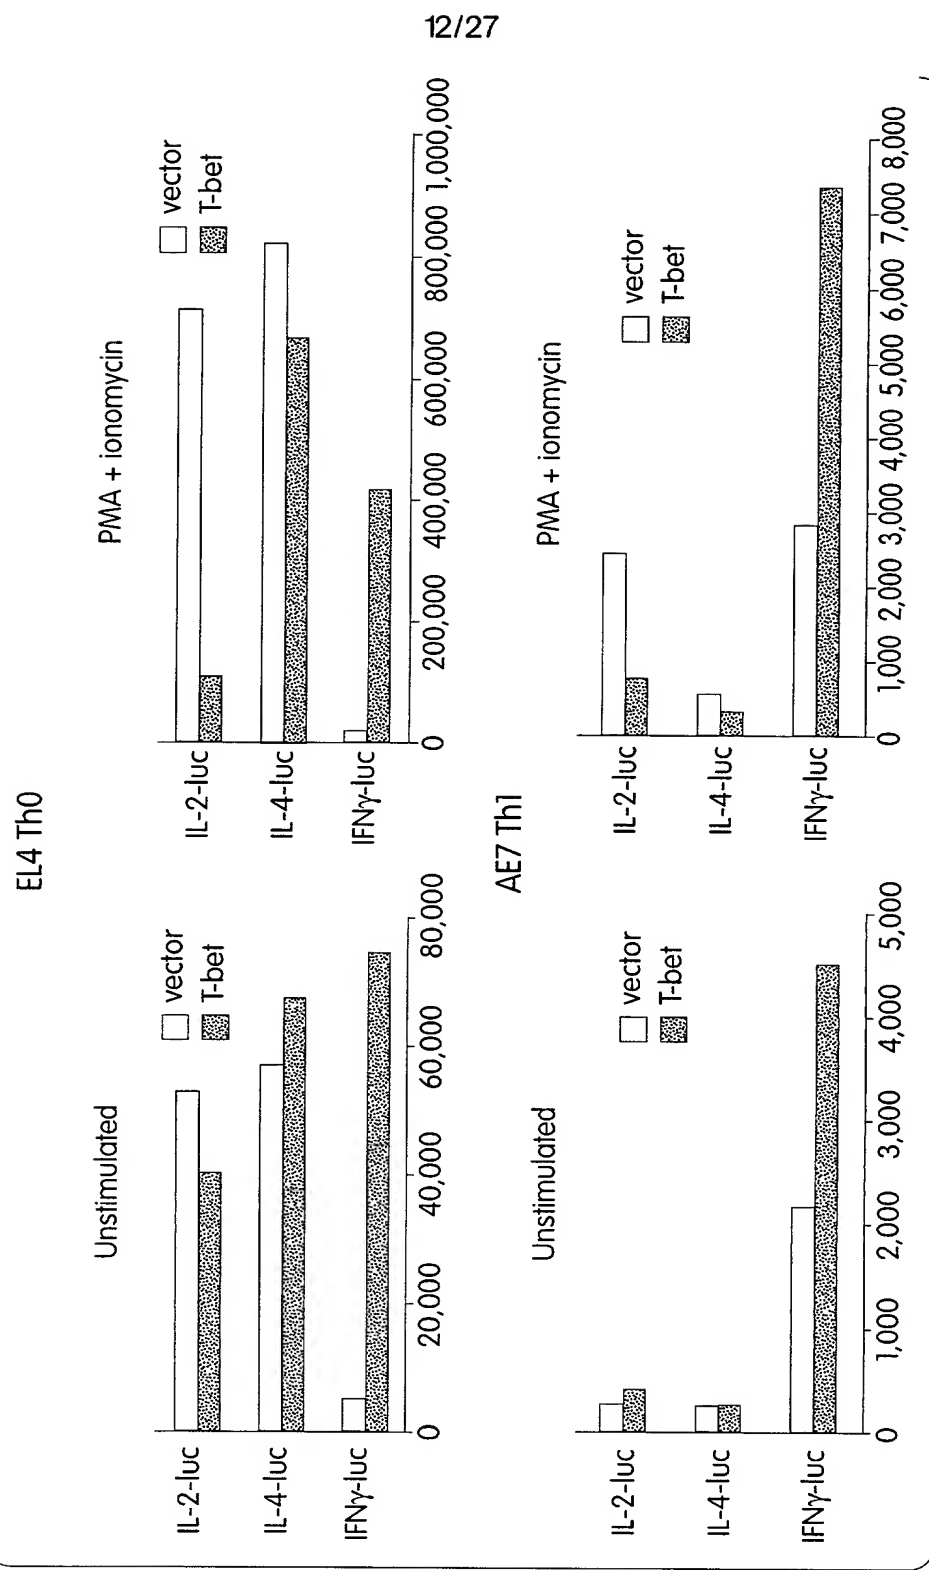 12/27
EL4 Th0
Unstimulated
vector
T-bet
IL-2-luc
IL-4-luc
IFNγ-luc
0 20,000 40,000 60,000 80,000
PMA + ionomycin
vector
T-bet
IL-2-luc
IL-4-luc
IFNγ-luc
0 200,000 400,000 600,000 800,000 1,000,000
AE7 Th1
Unstimulated
vector
T-bet
IL-2-luc
IL-4-luc
IFNγ-luc
0 1,000 2,000 3,000 4,000 5,000
PMA + ionomycin
vector
T-bet
IL-2-luc
IL-4-luc
IFNγ-luc
0 1,000 2,000 3,000 4,000 5,000 6,000 7,000 8,000